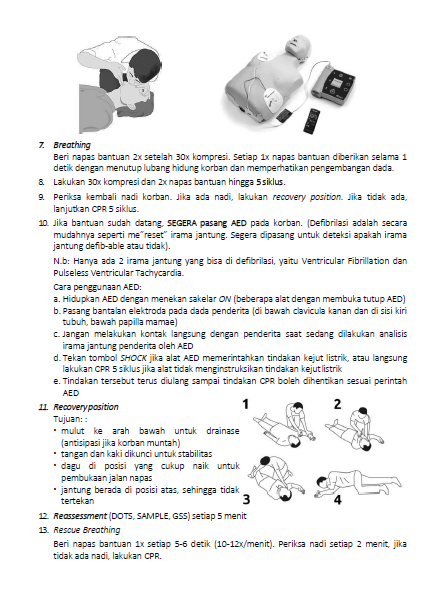 7. Breathing
Beri napas bantuan 2x setelah 30x kompresi. Setiap 1x napas bantuan diberikan selama 1
detik dengan menutup lubang hidung korban dan memperhatikan pengembangan dada.
8. Lakukan 30x kompresi dan 2x napas bantuan hingga 5 siklus.
9. Periksa kembali nadi korban. Jika ada nadi, lakukan recovery position. Jika tidak ada,
lanjutkan CPR 5 siklus.
10. Jika bantuan sudah datang, SEGERA pasang AED pada korban. (Defibrilasi adalah secara
mudahnya seperti me“reset” irama jantung. Segera dipasang untuk deteksi apakah irama
jantung defib-able atau tidak).
N.b: Hanya ada 2 irama jantung yang bisa di defibrilasi, yaitu Ventricular Fibrillation dan
Pulseless Ventricular Tachycardia.
Cara penggunaan AED:
a. Hidupkan AED dengan menekan sakelar ON (beberapa alat dengan membuka tutup AED)
b. Pasang bantalan elektroda pada dada penderita (di bawah clavicula kanan dan di sisi kiri
tubuh, bawah papilla mamae)
c. Jangan melakukan kontak langsung dengan penderita saat sedang dilakukan analisis
irama jantung penderita oleh AED
d. Tekan tombol SHOCK jika alat AED memerintahkan tindakan kejut listrik, atau langsung
lakukan CPR 5 siklus jika alat tidak menginstruksikan tindakan kejut listrik
e. Tindakan tersebut terus diulang sampai tindakan CPR boleh dihentikan sesuai perintah
AED
11. Recoveryposition
Tujuan: :
• mulut ke arah bawah untuk drainase
(antisipasi jika korban muntah)
• tangan dan kaki dikunci untuk stabilitas
• dagu di posisi yang cukup naik untuk
pembukaan jalan napas
• jantung berada di posisi atas, sehingga tidak
tertekan
1
2
3
4
12. Reassessment (DOTS, SAMPLE, GSS) setiap 5 menit
13. Rescue Breathing
Beri napas bantuan 1x setiap 5-6 detik (10-12x/menit). Periksa nadi setiap 2 menit, jika
tidak ada nadi, lakukan CPR.